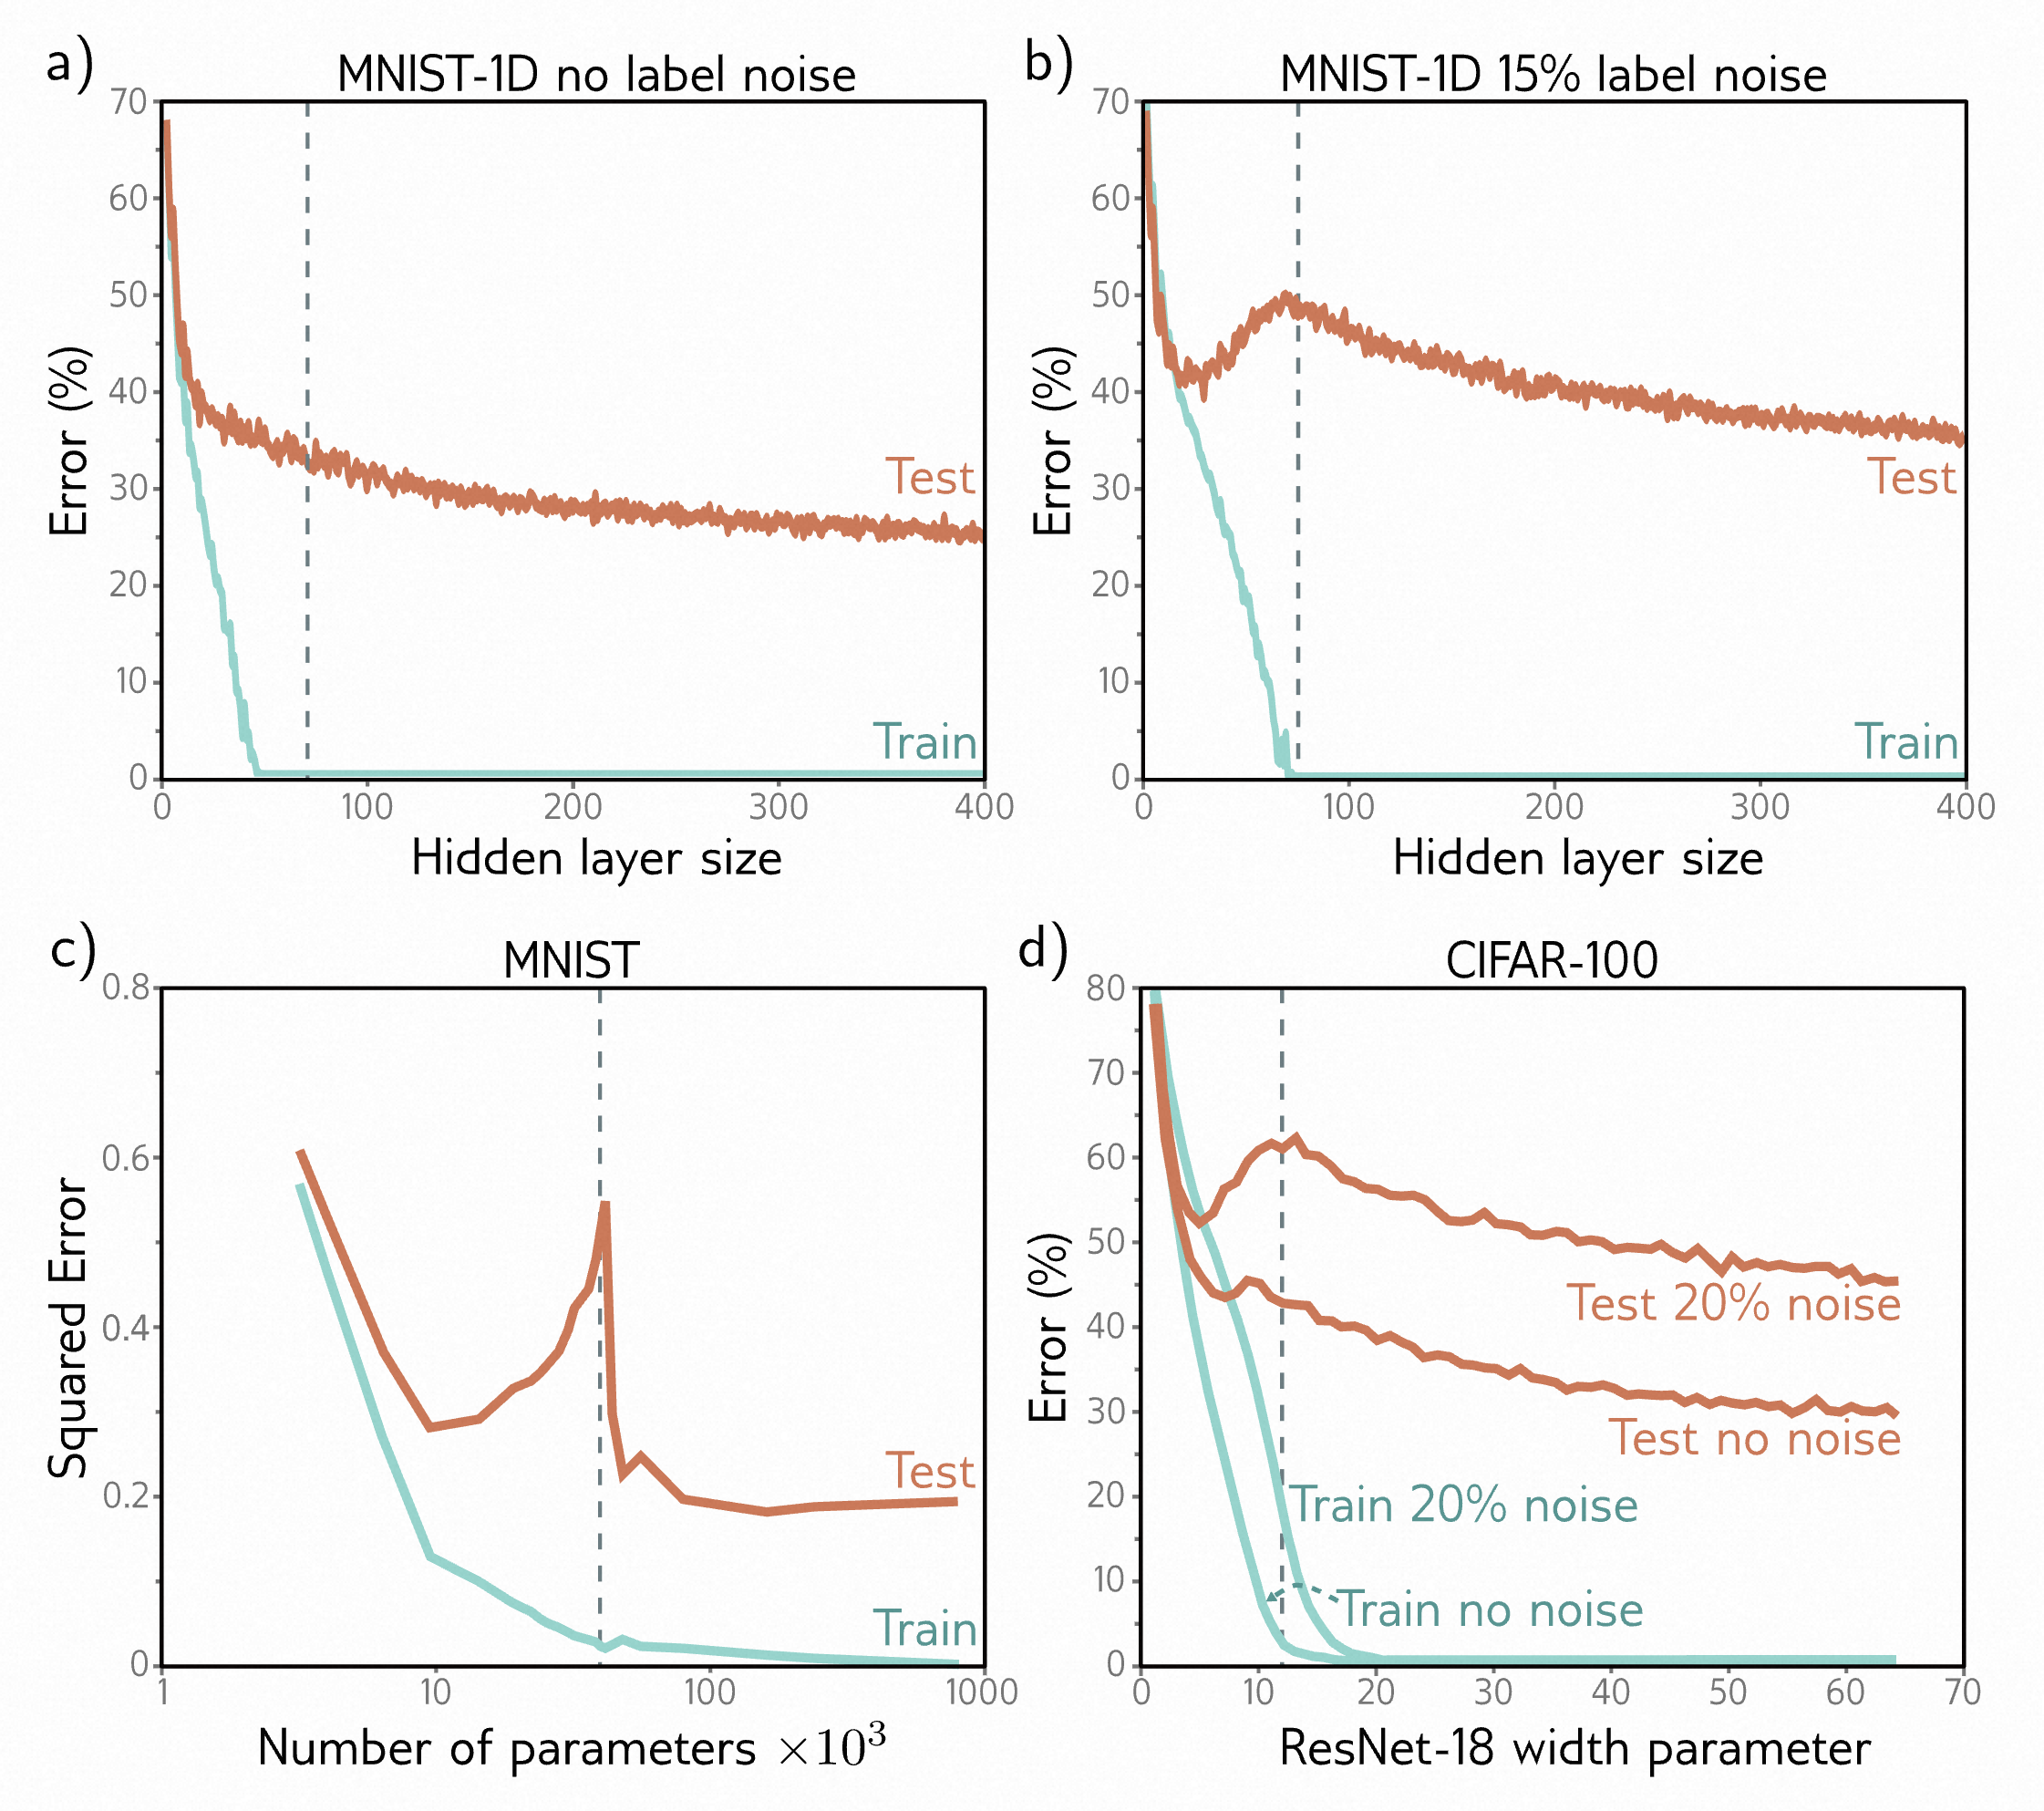 a)
MNIST-1D no label noise
70
60
50
40
30
20
10
0
Error (%)
Test
Train
0 100 200 300 400
Hidden layer size
b)
MNIST-1D 15% label noise
70
60
50
40
30
20
10
0
Error (%)
Test
Train
0 100 200 300 400
Hidden layer size
c)
MNIST
0.8
0.6
0.4
0.2
0
Squared Error
Test
Train
1 10 100 1000
Number of parameters ×10³
d)
CIFAR-100
80
70
60
50
40
30
20
10
0
Error (%)
Test 20% noise
Test no noise
Train 20% noise
Train no noise
0 10 20 30 40 50 60 70
ResNet-18 width parameter